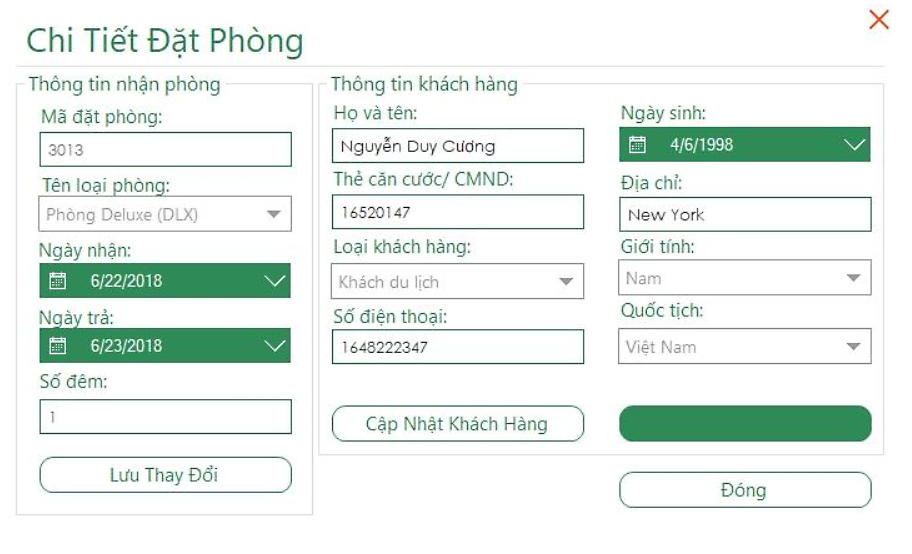 Chi Tiết Đặt Phòng
Thông tin nhận phòng
Mã đặt phòng:
3013
Tên loại phòng:
Phòng Deluxe (DLX)
Ngày nhận:
6/22/2018
Ngày trả:
6/23/2018
Số đêm:
1
Lưu Thay Đổi
Thông tin khách hàng
Họ và tên:
Nguyễn Duy Cương
Thẻ căn cước/ CMND:
16520147
Loại khách hàng:
Khách du lịch
Số điện thoại:
1648222347
Cập Nhật Khách Hàng
Ngày sinh:
4/6/1998
Địa chỉ:
New York
Giới tính:
Nam
Quốc tịch:
Việt Nam
Đóng